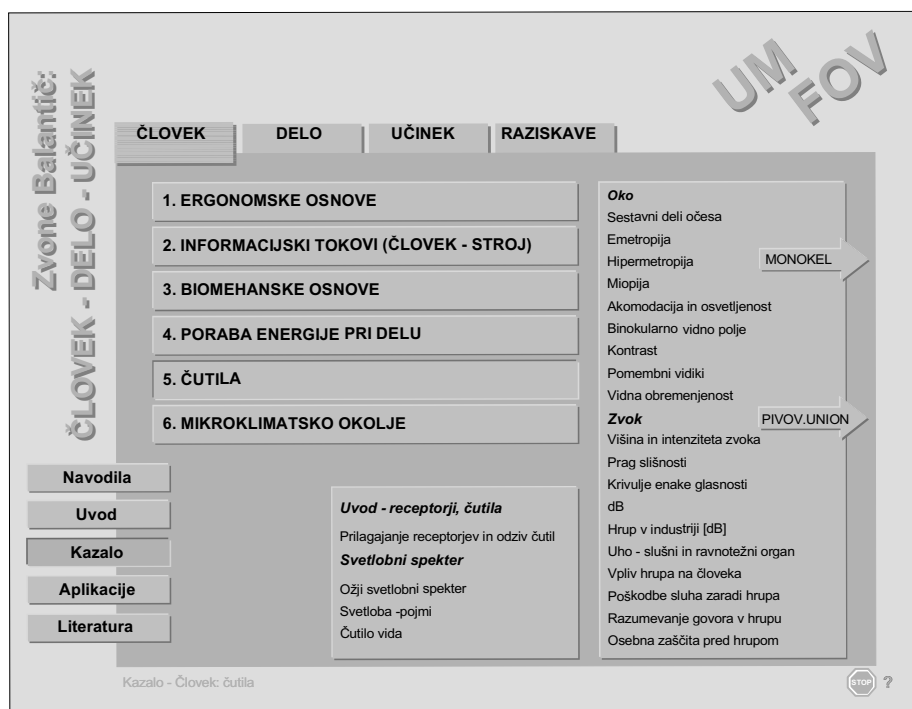 Zvone Balantič:
ČLOVEK - DELO - UČINEK
UM
FOV
ČLOVEK
DELO
UČINEK
RAZISKAVE
1. ERGONOMSKE OSNOVE
2. INFORMACIJSKI TOKOVI (ČLOVEK - STROJ)
3. BIOMEHANSKE OSNOVE
4. PORABA ENERGIJE PRI DELU
5. ČUTILA
6. MIKROKLIMATSKO OKOLJE
Navodila
Uvod
Kazalo
Aplikacije
Literatura
Uvod - receptorji, čutila
Prilagajanje receptorjev in odziv čutil
Svetlobni spekter
Ožji svetlobni spekter
Svetloba -pojmi
Čutilo vida
Oko
Sestavni deli očesa
Emetropija
Hipermetropija
MONOKEL
Miopija
Akomodacija in osvetljenost
Binokularno vidno polje
Kontrast
Pomembni vidiki
Vidna obremenjenost
Zvok
PIVOV.UNION
Višina in intenziteta zvoka
Prag slišnosti
Krivulje enake glasnosti
dB
Hrup v industriji [dB]
Uho - slušni in ravnotežni organ
Vpliv hrupa na človeka
Poškodbe sluha zaradi hrupa
Razumevanje govora v hrupu
Osebna zaščita pred hrupom
Kazalo - Človek: čutila
STOP
?